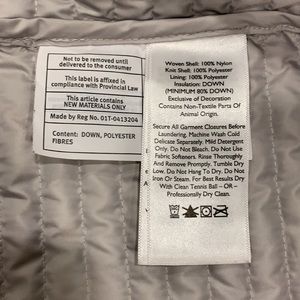 Not to be removed until
delivered to the consumer
This label is affixed in
compliance with Provincial Law
This article contains
NEW MATERIALS ONLY
Made by Reg No. 01T-0413204
Content: DOWN, POLYESTER
FIBRES
Woven Shell: 100% Nylon
Knit Shell: 100% Polyester
Lining: 100% Polyester
Insulation: DOWN
(MINIMUM 80% DOWN)
Exclusive of Decoration
Contains Non-Textile Parts Of
Animal Origin
Secure All Garment Closures Before
Laundering. Machine Wash Cold
Delicate Separately. Mild Detergent
Only. Do Not Bleach. Do Not Use
Fabric Softeners. Rinse Thoroughly
And Remove Promptly. Tumble Dry
Low. Do Not Hang To Dry. Do Not
Iron Or Steam. For Best Results Dry
With Clean Tennis Ball – OR –
Professionally Dry Clean.